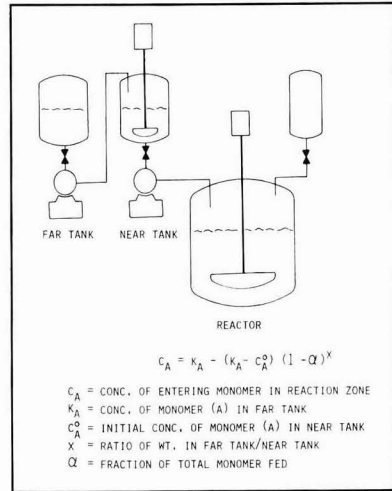 FAR TANK
NEAR TANK
REACTOR
C_A = K_A - (K_A - C_A^o) (1 - α)^X
C_A = CONC. OF ENTERING MONOMER IN REACTION ZONE
K_A = CONC. OF MONOMER (A) IN FAR TANK
C_A^o = INITIAL CONC. OF MONOMER (A) IN NEAR TANK
X = RATIO OF WT. IN FAR TANK/NEAR TANK
α = FRACTION OF TOTAL MONOMER FED